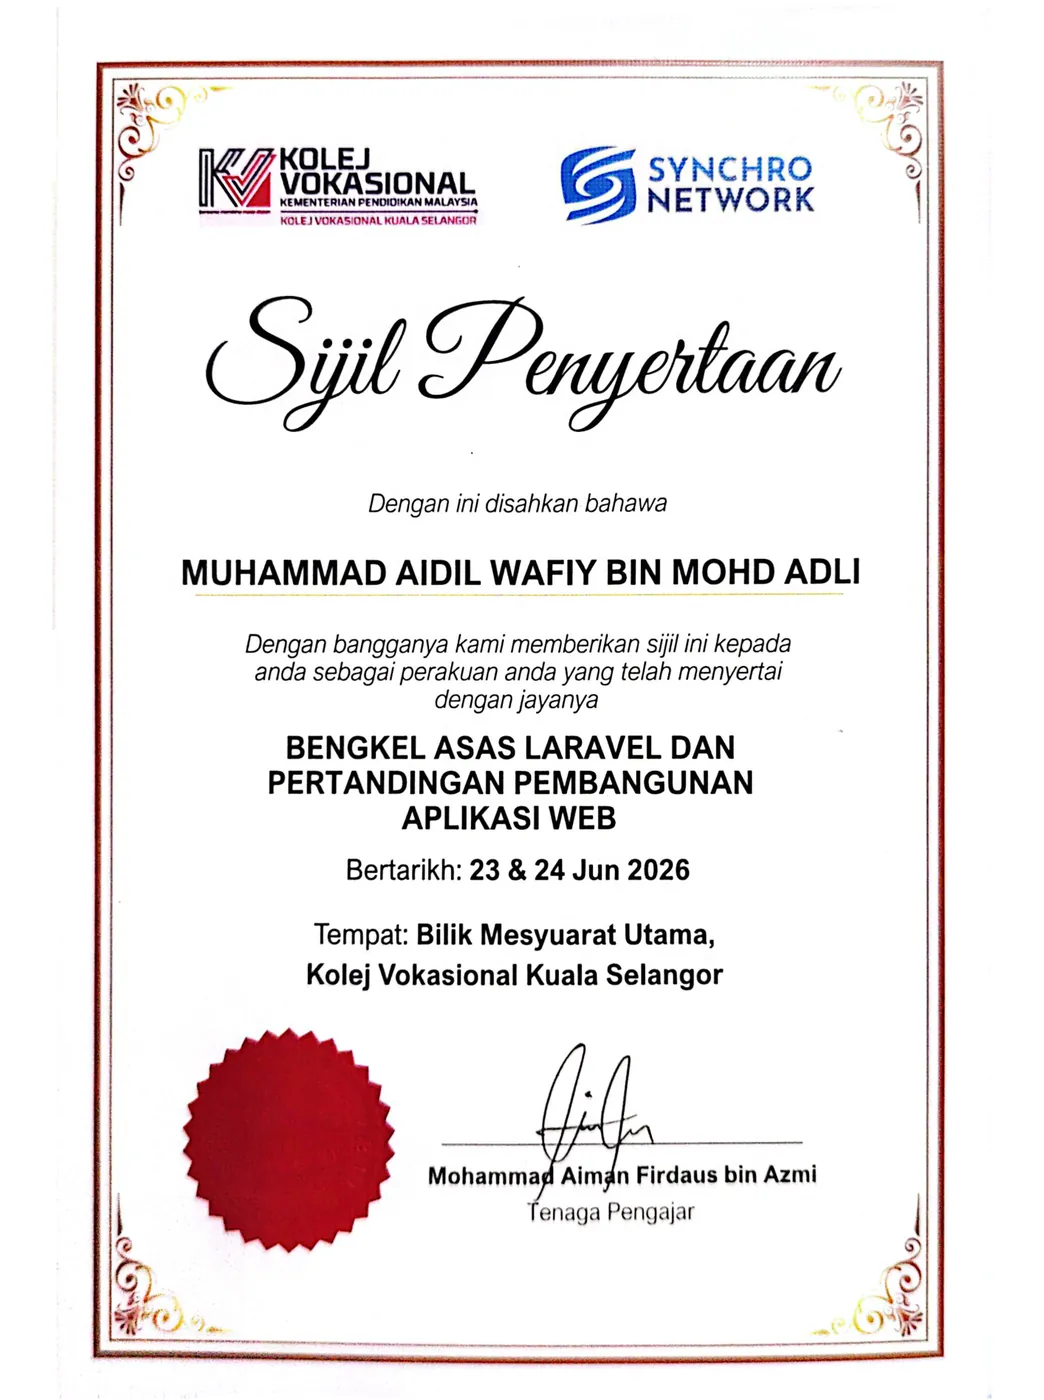 KOLEJ
VOKASIONAL
KEMENTERIAN PENDIDIKAN MALAYSIA
KOLEJ VOKASIONAL KUALA SELANGOR
SYNCHRO
NETWORK
Sijil Penyertaan
Dengan ini disahkan bahawa
MUHAMMAD AIDIL WAFIY BIN MOHD ADLI
Dengan bangganya kami memberikan sijil ini kepada
anda sebagai perakuan anda yang telah menyertai
dengan jayanya
BENGKEL ASAS LARAVEL DAN
PERTANDINGAN PEMBANGUNAN
APLIKASI WEB
Bertarikh: 23 & 24 Jun 2026
Tempat: Bilik Mesyuarat Utama,
Kolej Vokasional Kuala Selangor
Mohammad Aiman Firdaus bin Azmi
Tenaga Pengajar